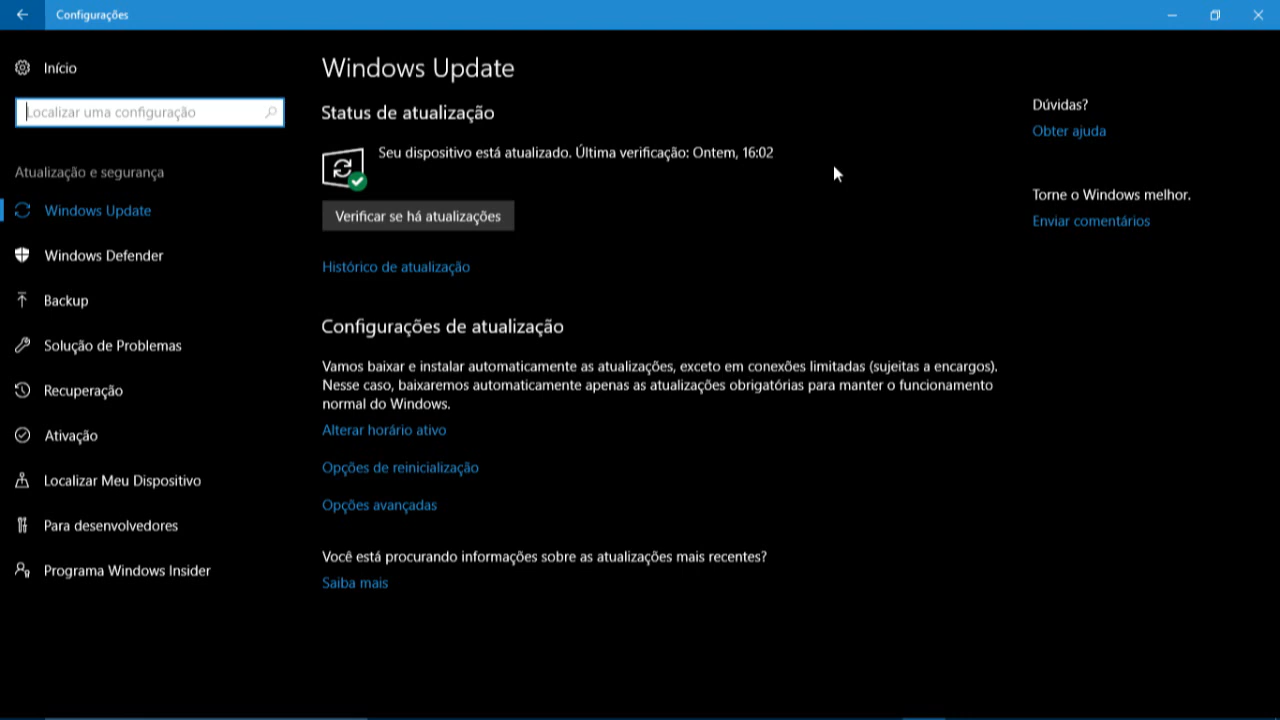 Configurações
Início
Localizar uma configuração
Atualização e segurança
Windows Update
Windows Defender
Backup
Solução de Problemas
Recuperação
Ativação
Localizar Meu Dispositivo
Para desenvolvedores
Programa Windows Insider
Windows Update
Status de atualização
Seu dispositivo está atualizado. Última verificação: Ontem, 16:02
Verificar se há atualizações
Histórico de atualização
Configurações de atualização
Vamos baixar e instalar automaticamente as atualizações, exceto em conexões limitadas (sujeitas a encargos).
Nesse caso, baixaremos automaticamente apenas as atualizações obrigatórias para manter o funcionamento
normal do Windows.
Alterar horário ativo
Opções de reinicialização
Opções avançadas
Você está procurando informações sobre as atualizações mais recentes?
Saiba mais
Dúvidas?
Obter ajuda
Torne o Windows melhor.
Enviar comentários